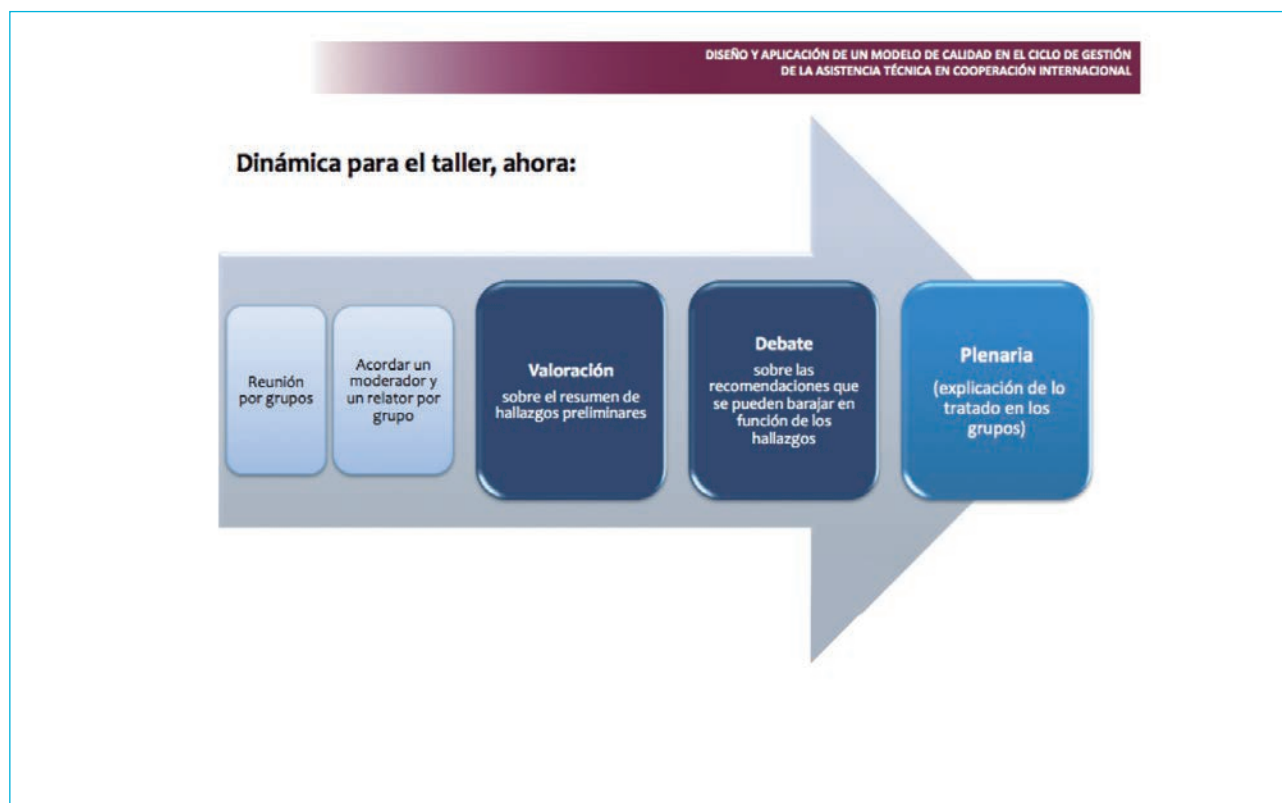 DISEÑO Y APLICACIÓN DE UN MODELO DE CALIDAD EN EL CICLO DE GESTIÓN
DE LA ASISTENCIA TÉCNICA EN COOPERACIÓN INTERNACIONAL
Dinámica para el taller, ahora:
Reunión
por grupos
Acordar un
moderador y
un relator por
grupo
Valoración
sobre el resumen de
hallazgos preliminares
Debate
sobre las
recomendaciones que
se pueden barajar en
función de los
hallazgos
Plenaria
(explicación de lo
tratado en los
grupos)